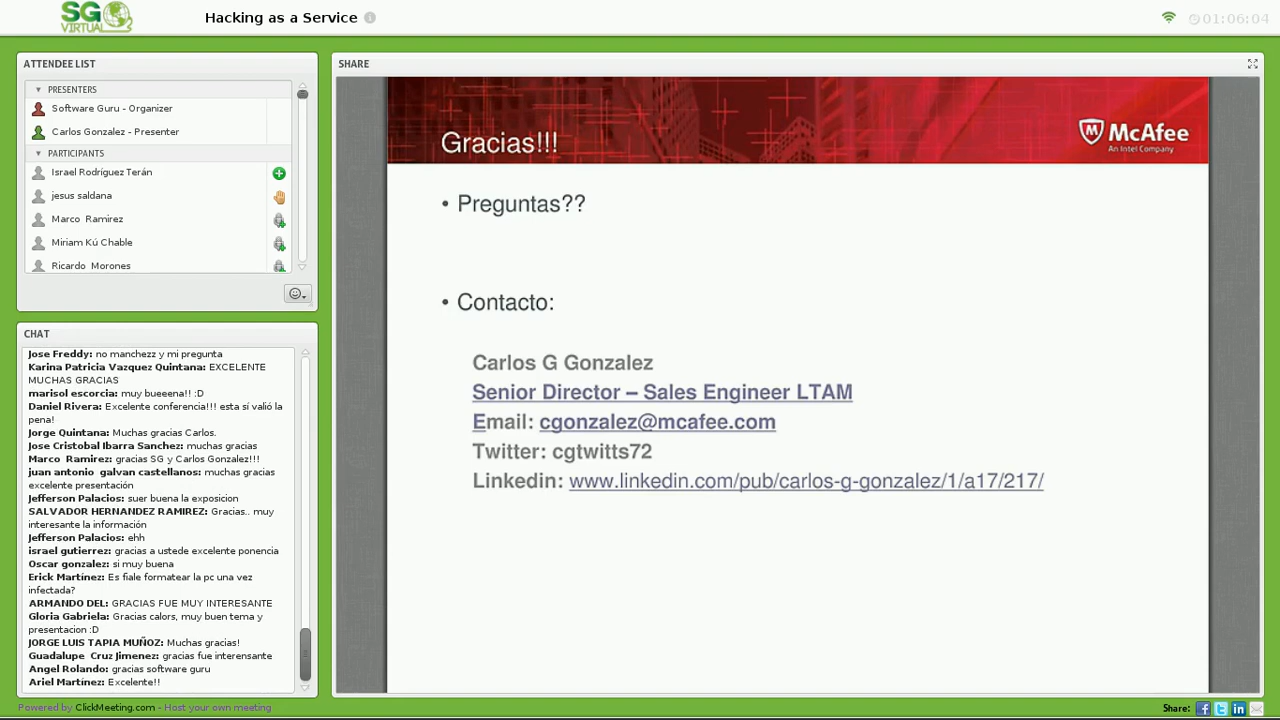 SG
VIRTUAL
Hacking as a Service
01:06:04
ATTENDEE LIST
PRESENTERS
Software Guru - Organizer
Carlos Gonzalez - Presenter
PARTICIPANTS
Israel Rodríguez Terán
jesus saldana
Marco Ramirez
Miriam Kú Chable
Ricardo Morones
CHAT
Jose Freddy: no manchezz y mi pregunta
Karina Patricia Vazquez Quintana: EXCELENTE
MUCHAS GRACIAS
marisol escorcia: muy bueeena!! :D
Daniel Rivera: Excelente conferencia!!! esta sí valió la
pena!
Jorge Quintana: Muchas gracias Carlos.
Jose Cristobal Ibarra Sanchez: muchas gracias
Marco Ramirez: gracias SG y Carlos Gonzalez!!!
juan antonio galvan castellanos: muchas gracias
excelente presentación
Jefferson Palacios: suer buena la exposicion
SALVADOR HERNANDEZ RAMIREZ: Gracias.. muy
interesante la información
Jefferson Palacios: ehh
israel gutierrez: gracias a ustede excelente ponencia
Oscar gonzalez: si muy buena
Erick Martínez: Es fiale formatear la pc una vez
infectada?
ARMANDO DEL: GRACIAS FUE MUY INTERESANTE
Gloria Gabriela: Gracias calors, muy buen tema y
presentacion :D
JORGE LUIS TAPIA MUÑOZ: Muchas gracias!
Guadalupe Cruz Jimenez: gracias fue interensante
Angel Rolando: gracias software guru
Ariel Martínez: Excelente!!
SHARE
Gracias!!!
McAfee
An Intel Company
• Preguntas??
• Contacto:
Carlos G Gonzalez
Senior Director – Sales Engineer LTAM
Email: cgonzalez@mcafee.com
Twitter: cgtwitts72
Linkedin: www.linkedin.com/pub/carlos-g-gonzalez/1/a17/217/
Powered by ClickMeeting.com - Host your own meeting
Share: